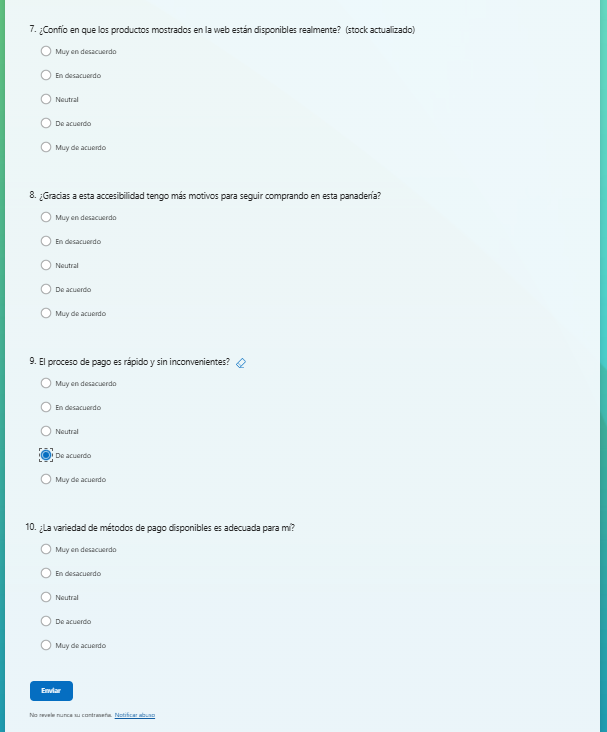 7. ¿Confío en que los productos mostrados en la web están disponibles realmente? (stock actualizado)
Muy en desacuerdo
En desacuerdo
Neutral
De acuerdo
Muy de acuerdo
8. ¿Gracias a esta accesibilidad tengo más motivos para seguir comprando en esta panadería?
Muy en desacuerdo
En desacuerdo
Neutral
De acuerdo
Muy de acuerdo
9. El proceso de pago es rápido y sin inconvenientes?
Muy en desacuerdo
En desacuerdo
Neutral
De acuerdo
Muy de acuerdo
10. ¿La variedad de métodos de pago disponibles es adecuada para mí?
Muy en desacuerdo
En desacuerdo
Neutral
De acuerdo
Muy de acuerdo
Enviar
No revele nunca su contraseña. Notificar abuso